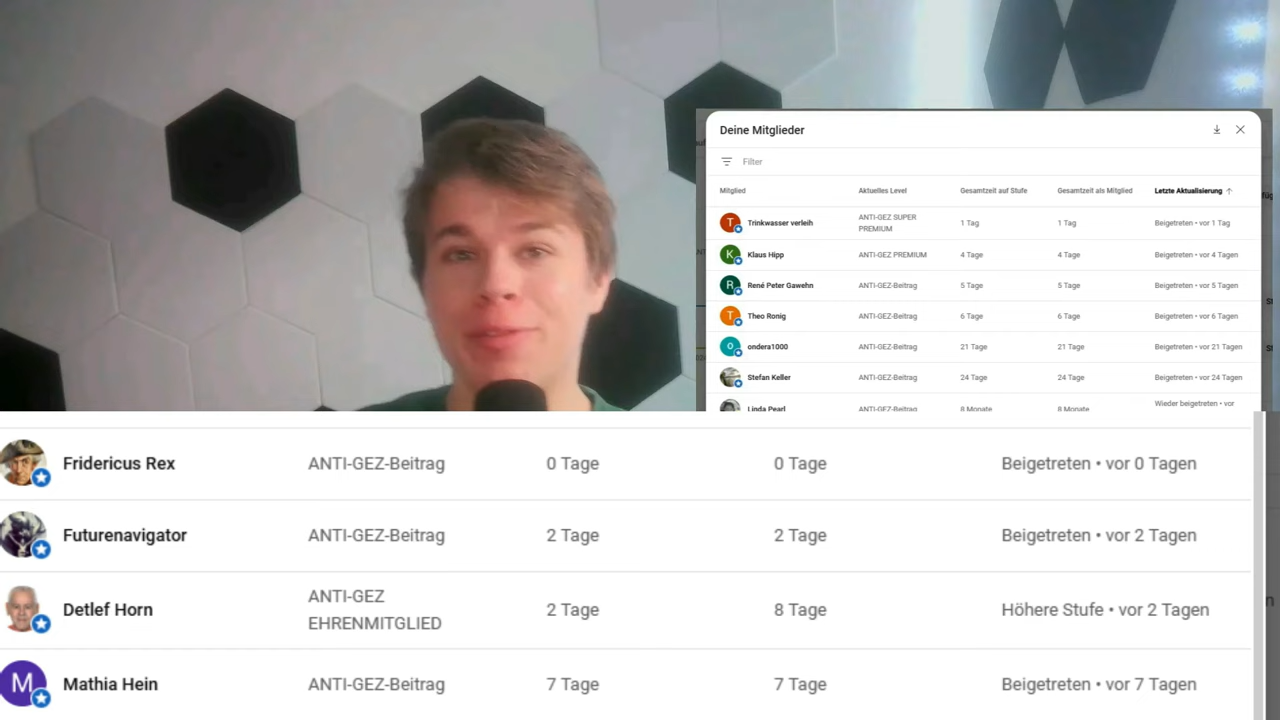 Deine Mitglieder
Filter
Mitglied Aktuelles Level Gesamtzeit auf Stufe Gesamtzeit als Mitglied Letzte Aktualisierung
T Trinkwasser verleih ANTI-GEZ SUPER PREMIUM 1 Tag 1 Tag Beigetreten • vor 1 Tag
K Klaus Hipp ANTI-GEZ PREMIUM 4 Tage 4 Tage Beigetreten • vor 4 Tagen
R René Peter Gawehn ANTI-GEZ-Beitrag 5 Tage 5 Tage Beigetreten • vor 5 Tagen
T Theo Ronig ANTI-GEZ-Beitrag 6 Tage 6 Tage Beigetreten • vor 6 Tagen
o ondera1000 ANTI-GEZ-Beitrag 21 Tage 21 Tage Beigetreten • vor 21 Tagen
Stefan Keller ANTI-GEZ-Beitrag 24 Tage 24 Tage Beigetreten • vor 24 Tagen
Linda Pearl ANTI-GEZ-Beitrag 8 Monate 8 Monate Wieder beigetreten • vor
Fridericus Rex ANTI-GEZ-Beitrag 0 Tage 0 Tage Beigetreten • vor 0 Tagen
Futurenavigator ANTI-GEZ-Beitrag 2 Tage 2 Tage Beigetreten • vor 2 Tagen
Detlef Horn ANTI-GEZ EHRENMITGLIED 2 Tage 8 Tage Höhere Stufe • vor 2 Tagen
M Mathia Hein ANTI-GEZ-Beitrag 7 Tage 7 Tage Beigetreten • vor 7 Tagen